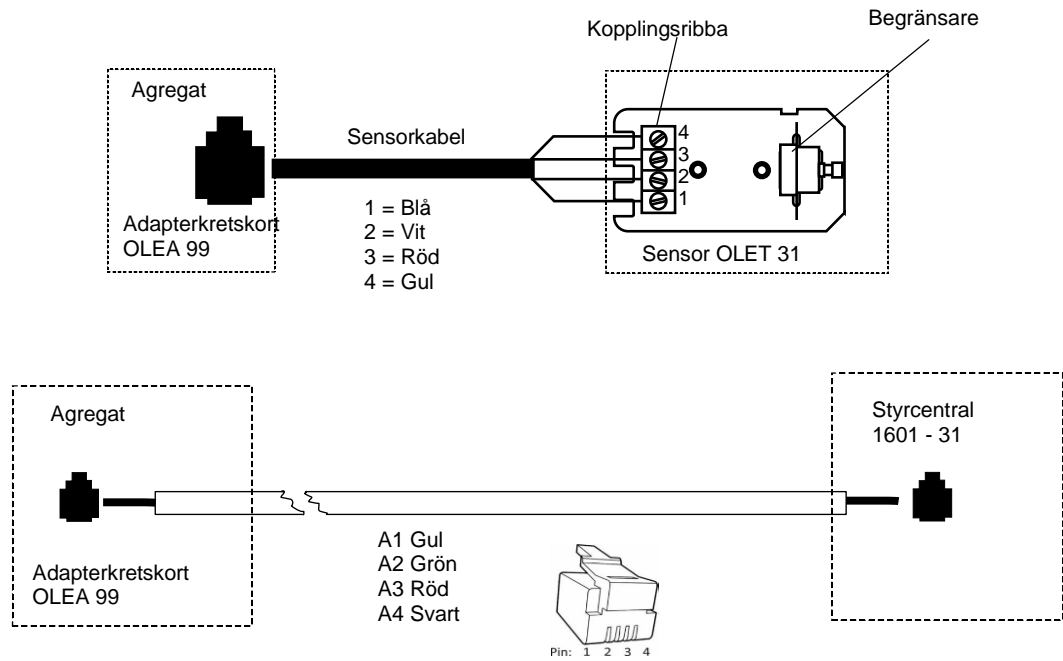 Kopplingsribba
Begränsare
Agregat
Sensorkabel
4
3
2
1
Adapterkretskort
OLEA 99
1 = Blå
2 = Vit
3 = Röd
4 = Gul
Sensor OLET 31
Agregat
Styrcentral
1601 - 31
Adapterkretskort
OLEA 99
A1 Gul
A2 Grön
A3 Röd
A4 Svart
Pin: 1 2 3 4